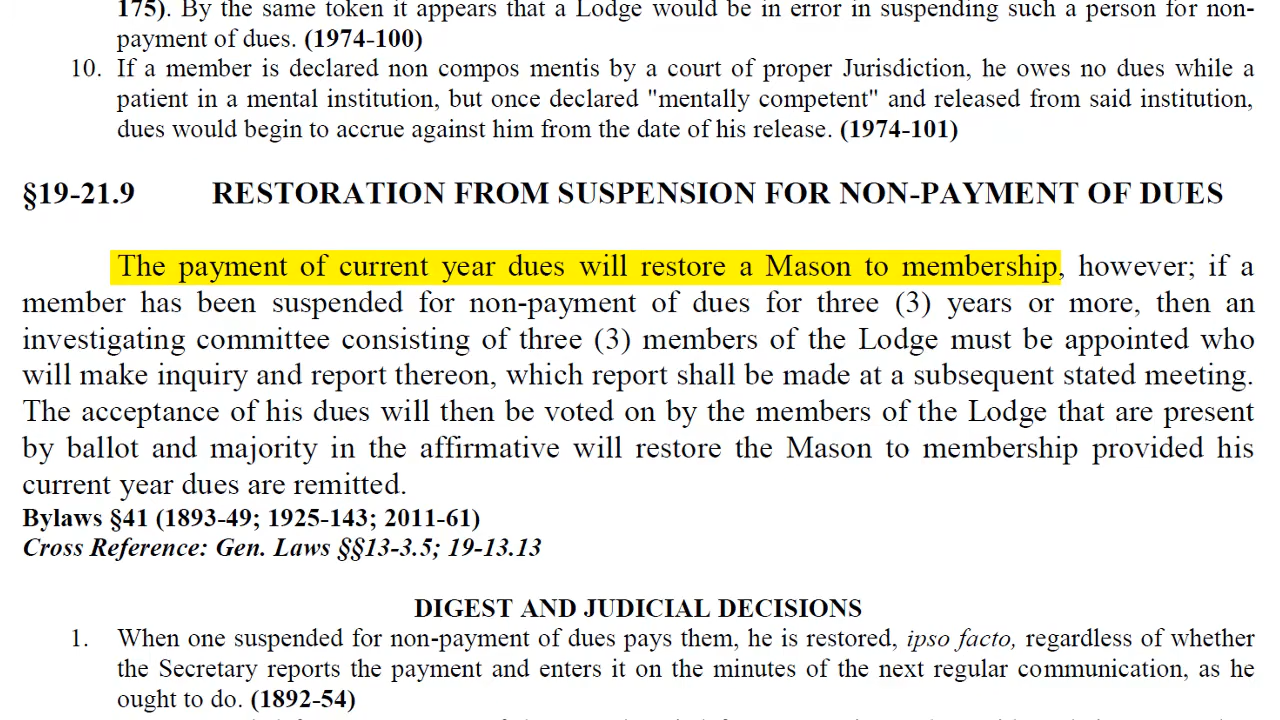 175). By the same token it appears that a Lodge would be in error in suspending such a person for non-
payment of dues. (1974-100)
10. If a member is declared non compos mentis by a court of proper Jurisdiction, he owes no dues while a
patient in a mental institution, but once declared "mentally competent" and released from said institution,
dues would begin to accrue against him from the date of his release. (1974-101)
§19-21.9 RESTORATION FROM SUSPENSION FOR NON-PAYMENT OF DUES
The payment of current year dues will restore a Mason to membership, however; if a
member has been suspended for non-payment of dues for three (3) years or more, then an
investigating committee consisting of three (3) members of the Lodge must be appointed who
will make inquiry and report thereon, which report shall be made at a subsequent stated meeting.
The acceptance of his dues will then be voted on by the members of the Lodge that are present
by ballot and majority in the affirmative will restore the Mason to membership provided his
current year dues are remitted.
Bylaws §41 (1893-49; 1925-143; 2011-61)
Cross Reference: Gen. Laws §§13-3.5; 19-13.13
DIGEST AND JUDICIAL DECISIONS
1. When one suspended for non-payment of dues pays them, he is restored, ipso facto, regardless of whether
the Secretary reports the payment and enters it on the minutes of the next regular communication, as he
ought to do. (1892-54)